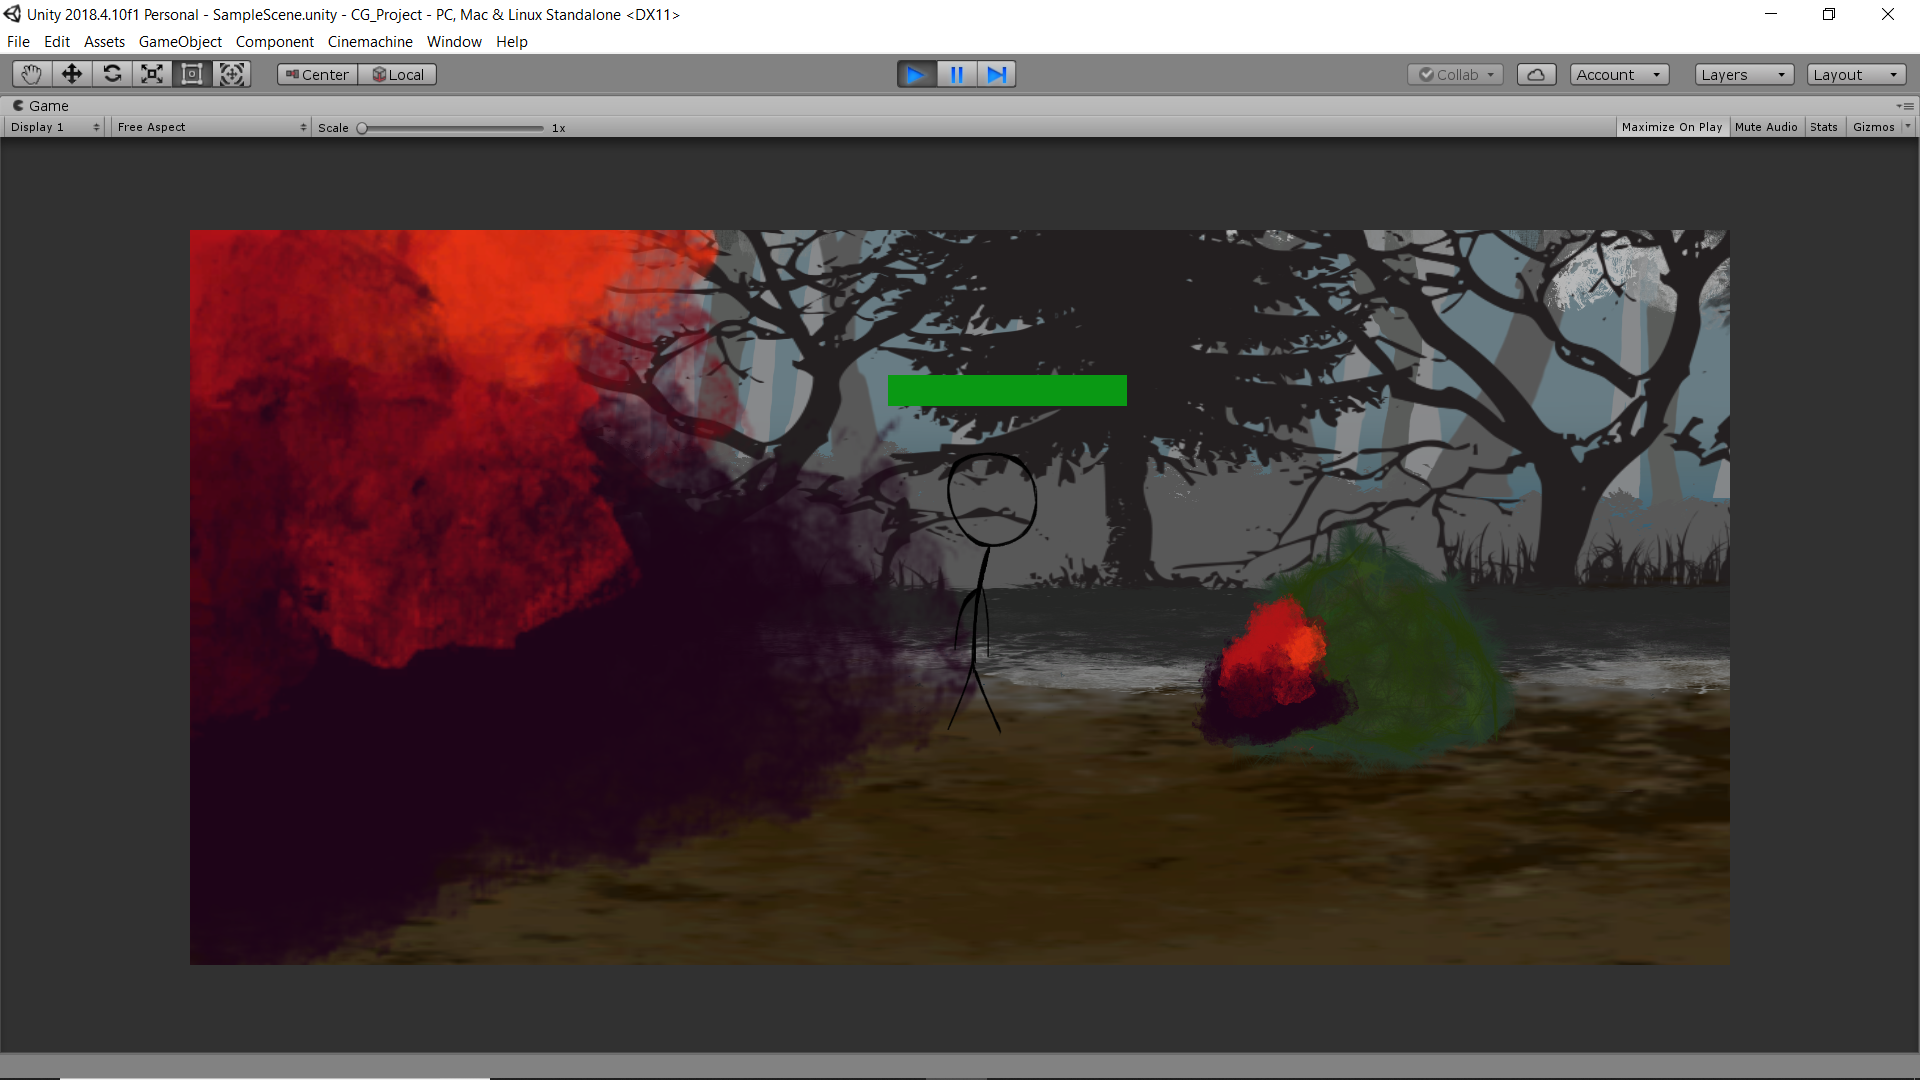 Unity 2018.4.10f1 Personal - SampleScene.unity - CG_Project - PC, Mac & Linux Standalone <DX11>
File Edit Assets GameObject Component Cinemachine Window Help
Center Local Collab Account Layers Layout
Game
Display 1 Free Aspect Scale 1x Maximize On Play Mute Audio Stats Gizmos